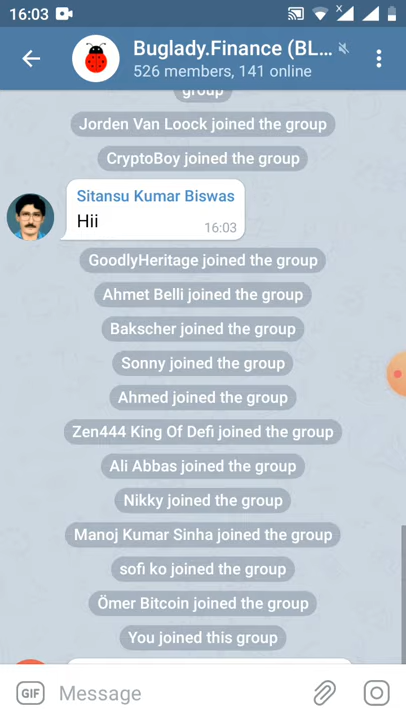 16:03
Buglady.Finance (BL...
526 members, 141 online
group
Jorden Van Loock joined the group
CryptoBoy joined the group
Sitansu Kumar Biswas
Hii
16:03
GoodlyHeritage joined the group
Ahmet Belli joined the group
Bakscher joined the group
Sonny joined the group
Ahmed joined the group
Zen444 King Of Defi joined the group
Ali Abbas joined the group
Nikky joined the group
Manoj Kumar Sinha joined the group
sofi ko joined the group
Ömer Bitcoin joined the group
You joined this group
GIF Message